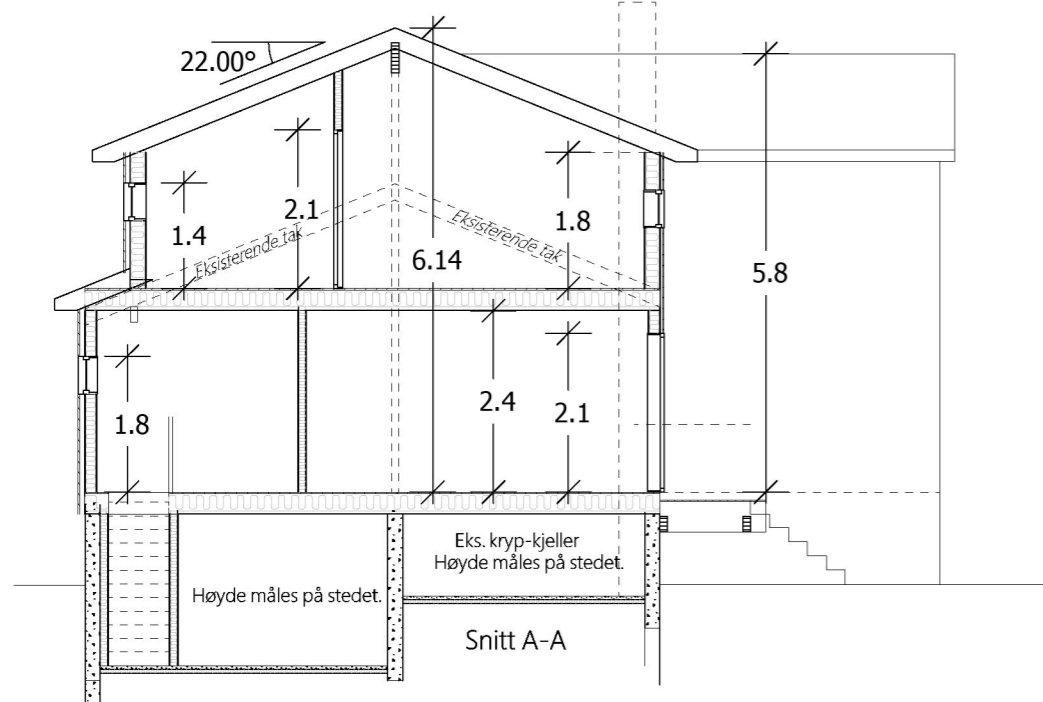 22.00°
1.4
2.1
Eksisterende tak
Eksisterende tak
1.8
6.14
5.8
1.8
2.4
2.1
Eks. kryp-kjeller
Høyde måles på stedet.
Høyde måles på stedet.
Snitt A-A